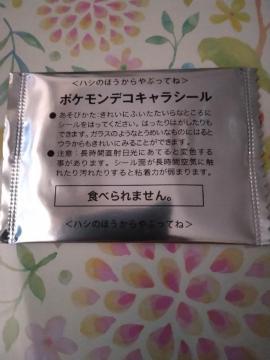 <ハシのほうからやぶってね>
ポケモンデコキャラシール
●あそびかた:きれいにふいたたいらなところに
シールをはってください。はったりはがしたりも
できます。ガラスのようなとうめいなものにはると
ウラからもきれいにみることができます。
●注意:長時間直射日光にあてると変色する
事があります。シール面が長時間空気に触
れたり汚れたりすると粘着力が弱まります。
食べられません。
<ハシのほうからやぶってね>